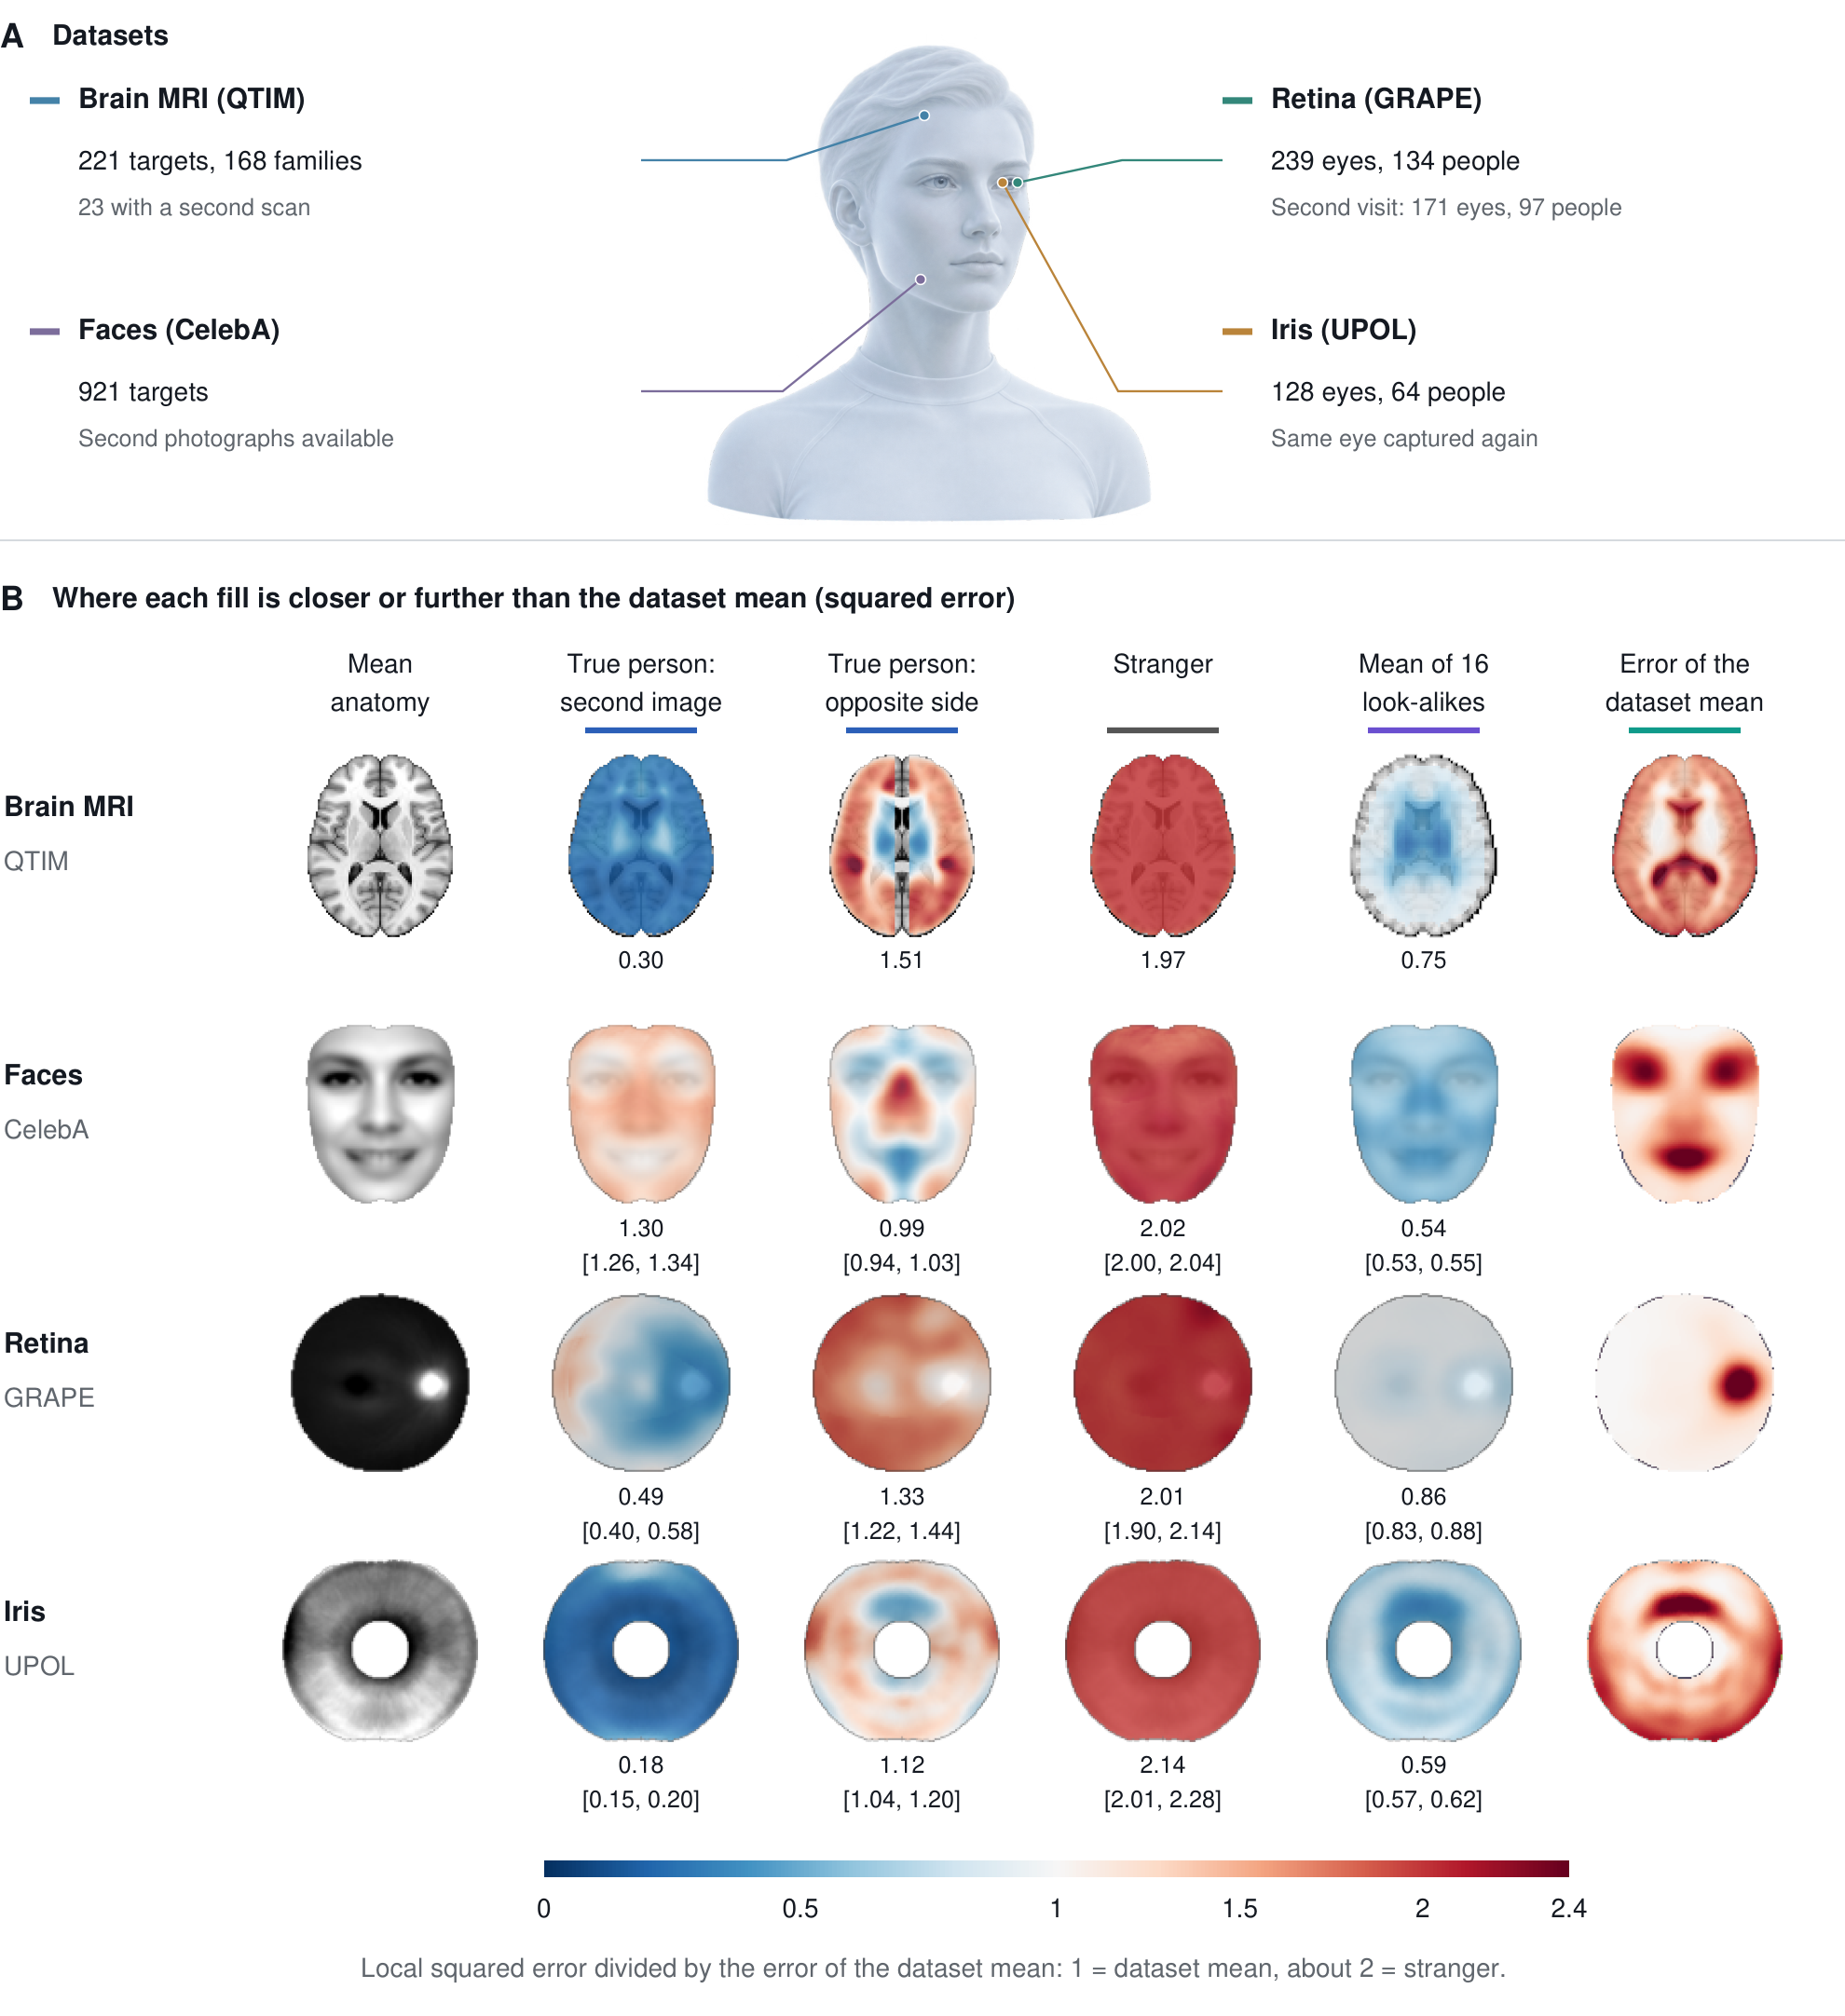 A Datasets
Brain MRI (QTIM)
221 targets, 168 families
23 with a second scan
Faces (CelebA)
921 targets
Second photographs available
Retina (GRAPE)
239 eyes, 134 people
Second visit: 171 eyes, 97 people
Iris (UPOL)
128 eyes, 64 people
Same eye captured again
B Where each fill is closer or further than the dataset mean (squared error)
Mean
anatomy
True person:
second image
True person:
opposite side
Stranger
Mean of 16
look-alikes
Error of the
dataset mean
Brain MRI
QTIM
0.30 1.51 1.97 0.75
Faces
CelebA
1.30 0.99 2.02 0.54
[1.26, 1.34] [0.94, 1.03] [2.00, 2.04] [0.53, 0.55]
Retina
GRAPE
0.49 1.33 2.01 0.86
[0.40, 0.58] [1.22, 1.44] [1.90, 2.14] [0.83, 0.88]
Iris
UPOL
0.18 1.12 2.14 0.59
[0.15, 0.20] [1.04, 1.20] [2.01, 2.28] [0.57, 0.62]
0 0.5 1 1.5 2 2.4
Local squared error divided by the error of the dataset mean: 1 = dataset mean, about 2 = stranger.